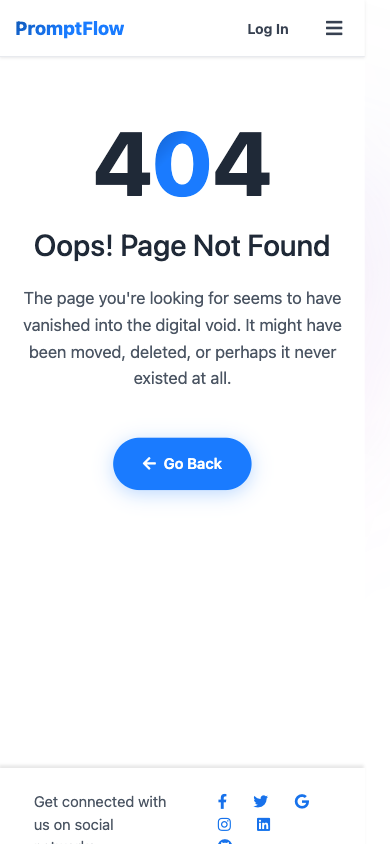 PromptFlow
Log In
404
Oops! Page Not Found
The page you're looking for seems to have
vanished into the digital void. It might have
been moved, deleted, or perhaps it never
existed at all.
Go Back
Get connected with
us on social